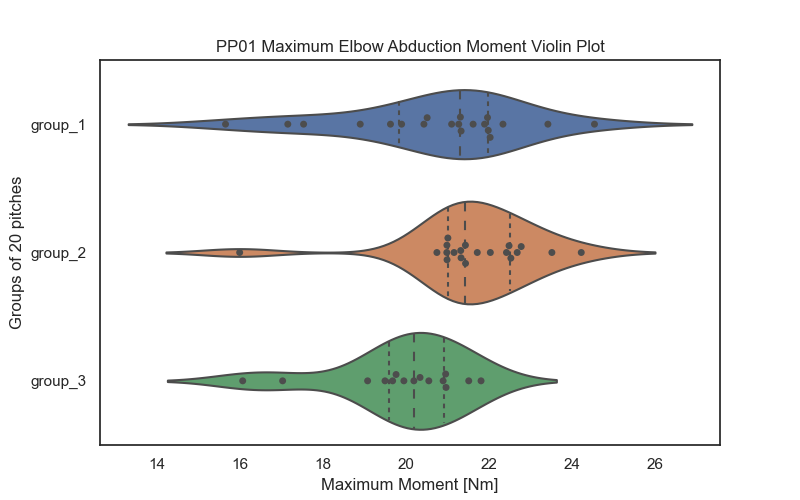 PP01 Maximum Elbow Abduction Moment Violin Plot
Groups of 20 pitches
group_1
group_2
group_3
14 16 18 20 22 24 26
Maximum Moment [Nm]